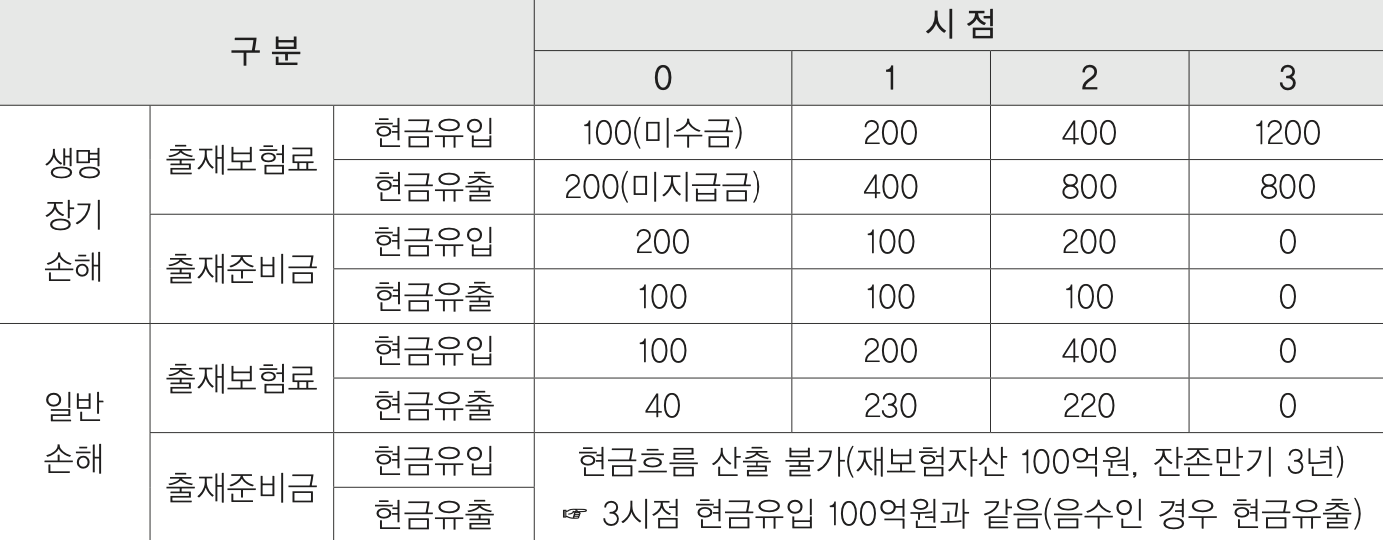 구 분 시 점
0 1 2 3
생명 장기 손해 출재보험료 현금유입 100(미수금) 200 400 1200
현금유출 200(미지급금) 400 800 800
출재준비금 현금유입 200 100 200 0
현금유출 100 100 100 0
일반 손해 출재보험료 현금유입 100 200 400 0
현금유출 40 230 220 0
출재준비금 현금유입 현금흐름 산출 불가(재보험자산 100억원, 잔존만기 3년)
현금유출 ☞ 3시점 현금유입 100억원과 같음(음수인 경우 현금유출)